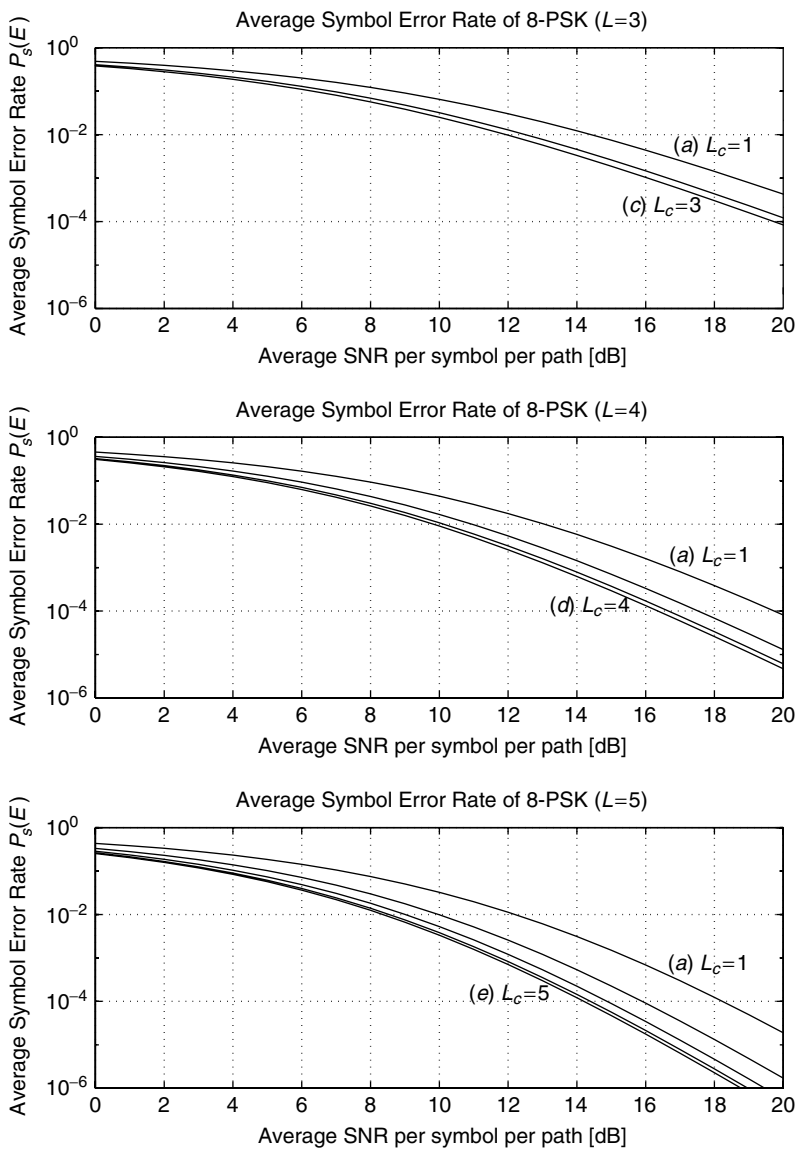 Average Symbol Error Rate of 8-PSK (L=3)
Average Symbol Error Rate P_s(E)
10^0
10^−2
10^−4
10^−6
(a) L_c=1
(c) L_c=3
0 2 4 6 8 10 12 14 16 18 20
Average SNR per symbol per path [dB]
Average Symbol Error Rate of 8-PSK (L=4)
Average Symbol Error Rate P_s(E)
10^0
10^−2
10^−4
10^−6
(a) L_c=1
(d) L_c=4
0 2 4 6 8 10 12 14 16 18 20
Average SNR per symbol per path [dB]
Average Symbol Error Rate of 8-PSK (L=5)
Average Symbol Error Rate P_s(E)
10^0
10^−2
10^−4
10^−6
(a) L_c=1
(e) L_c=5
0 2 4 6 8 10 12 14 16 18 20
Average SNR per symbol per path [dB]